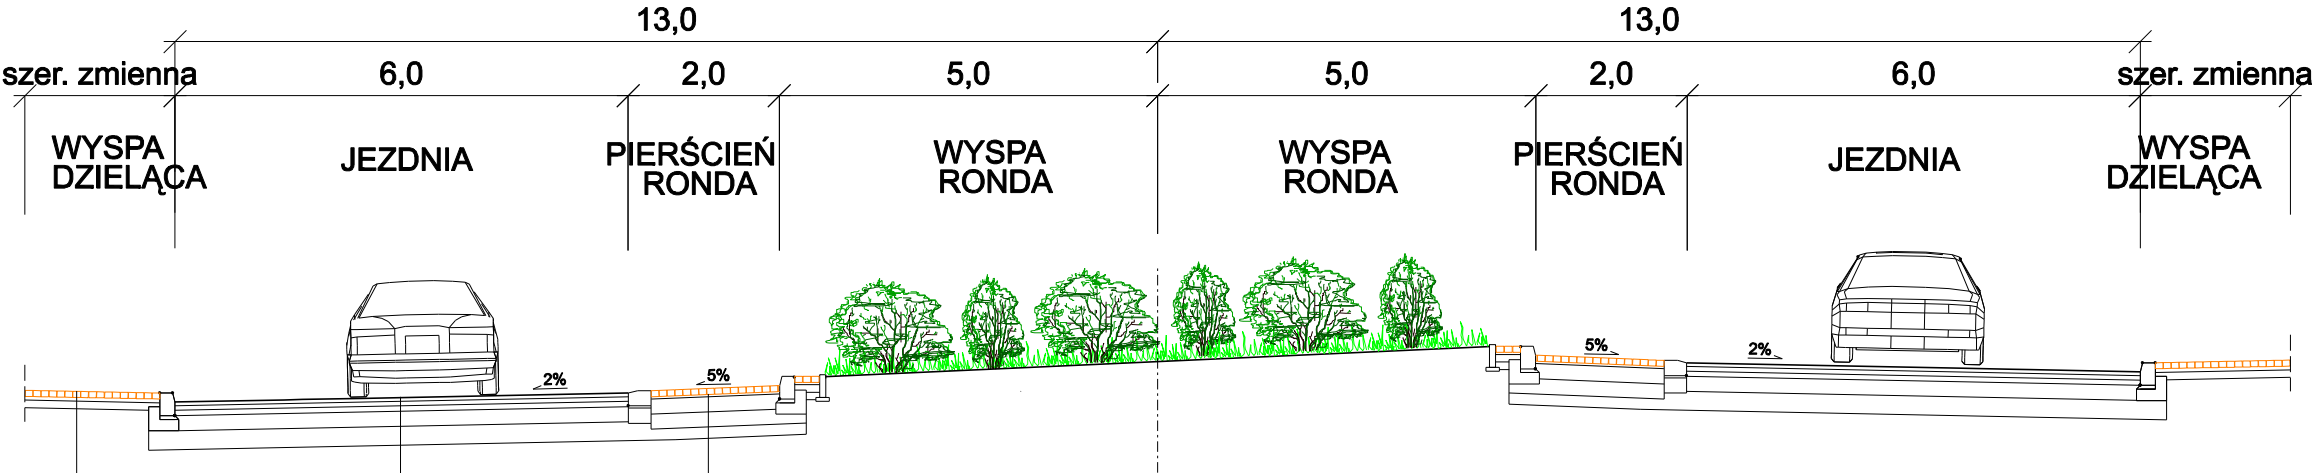 13,0 13,0
szer. zmienna 6,0 2,0 5,0 5,0 2,0 6,0 szer. zmienna
WYSPA DZIELĄCA
JEZDNIA
PIERŚCIEŃ RONDA
WYSPA RONDA
WYSPA RONDA
PIERŚCIEŃ RONDA
JEZDNIA
WYSPA DZIELĄCA
2% 5% 5% 2%